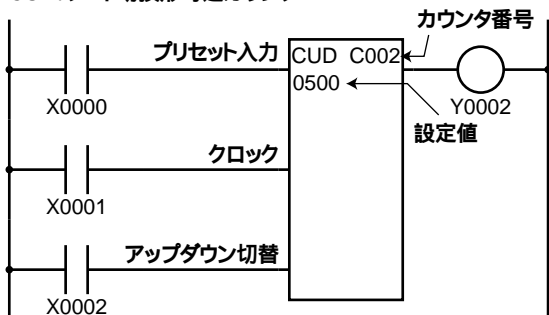 カウンタ番号
プリセット入力
CUD C002
0500
X0000
Y0002
設定値
クロック
X0001
アップダウン切替
X0002